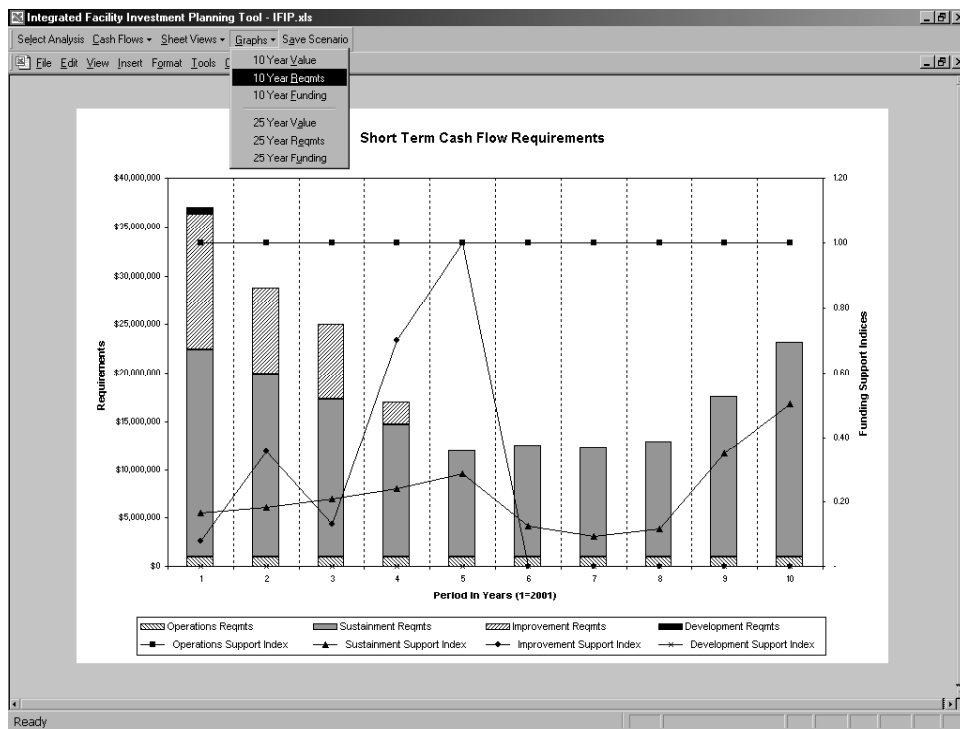 Integrated Facility Investment Planning Tool - IFIP.xls
Select Analysis Cash Flows Sheet Views Graphs Save Scenario
File Edit View Insert Format Tools
10 Year Value
10 Year Reqmts
10 Year Funding
25 Year Value
25 Year Reqmts
25 Year Funding
Short Term Cash Flow Requirements
$40,000,000
$35,000,000
$30,000,000
$25,000,000
$20,000,000
$15,000,000
$10,000,000
$5,000,000
$0
Requirements
1.20
1.00
0.80
0.60
0.40
0.20
-
Funding Support Indices
1 2 3 4 5 6 7 8 9 10
Period In Years (1=2001)
Operations Reqmts Sustainment Reqmts Improvement Reqmts Development Reqmts
Operations Support Index Sustainment Support Index Improvement Support Index Development Support Index
Ready